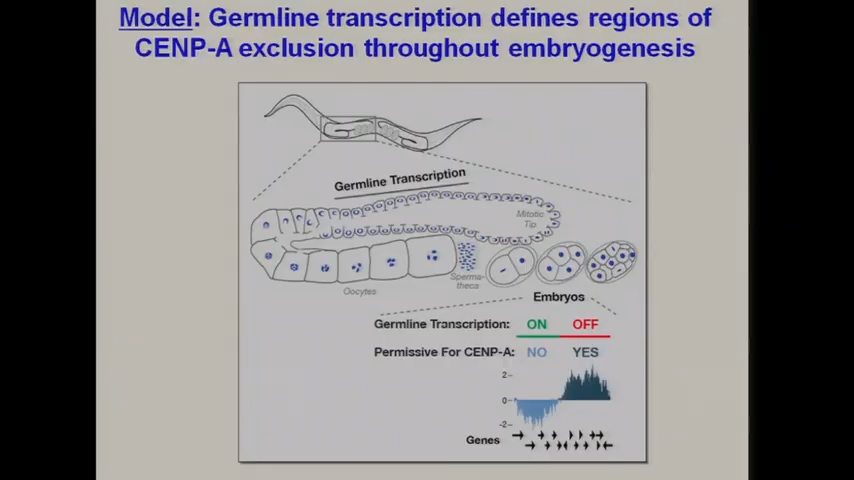 Model: Germline transcription defines regions of
CENP-A exclusion throughout embryogenesis
Germline Transcription
Mitotic
Tip
Sperma-
theca
Oocytes
Embryos
Germline Transcription: ON OFF
Permissive For CENP-A: NO YES
2
0
-2
Genes